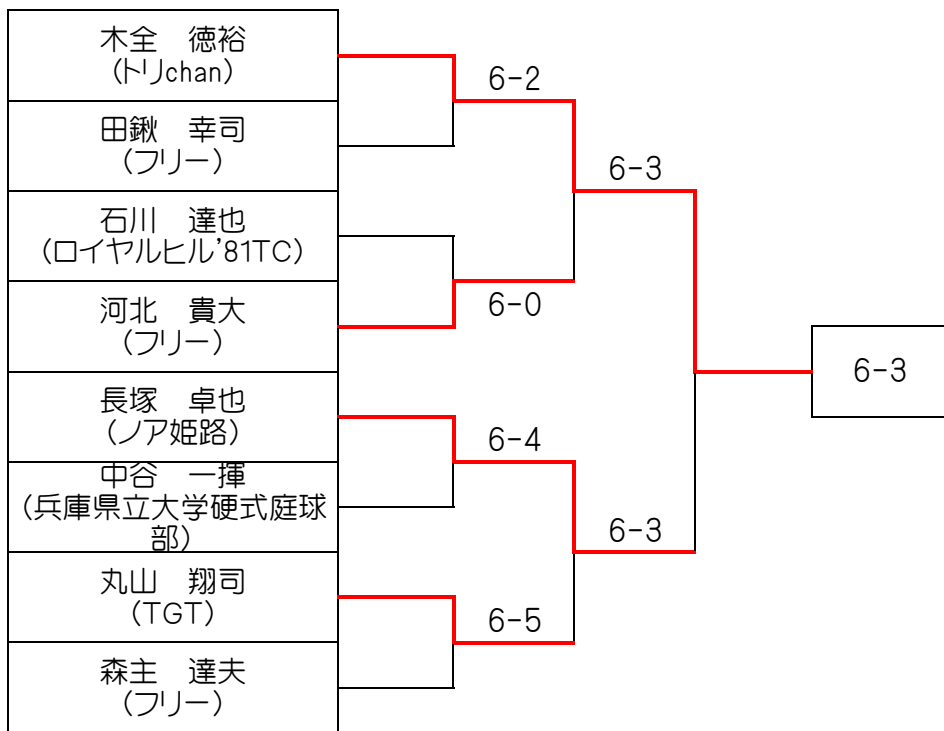 木全　徳裕
(トリchan)
6-2
田鍬　幸司
(フリー)
6-3
石川　達也
(ロイヤルヒル’81TC)
6-0
河北　貴大
(フリー)
6-3
長塚　卓也
(ノア姫路)
6-4
中谷　一揮
(兵庫県立大学硬式庭球
部)
6-3
丸山　翔司
(TGT)
6-5
森主　達夫
(フリー)